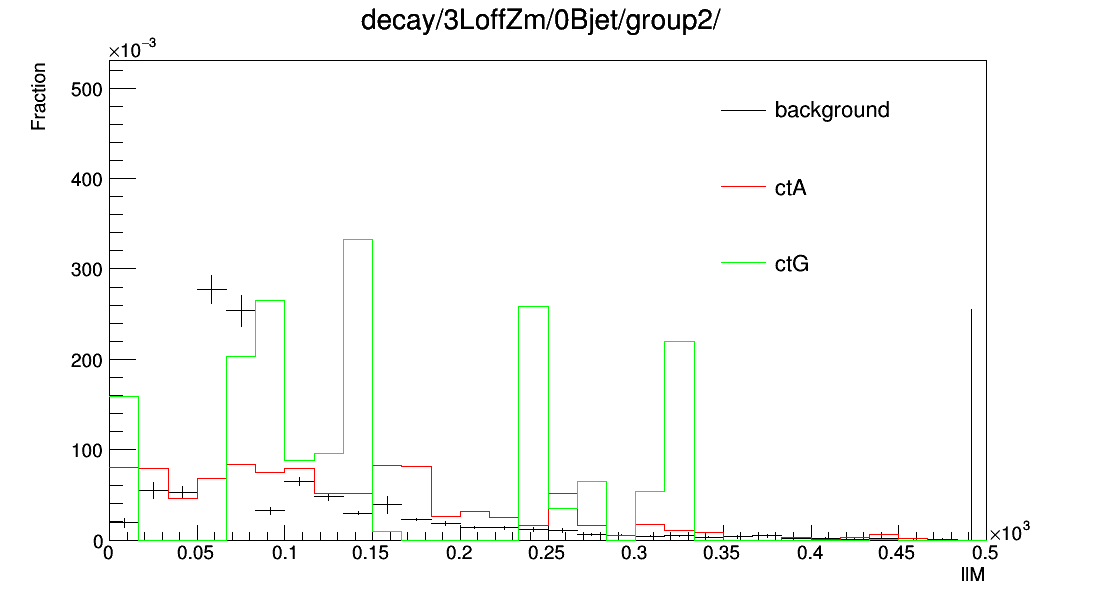 decay/3LoffZm/0Bjet/group2/
×10⁻³
Fraction
500
400
300
200
100
0
background
ctA
ctG
0 0.05 0.1 0.15 0.2 0.25 0.3 0.35 0.4 0.45 0.5
×10³
llM